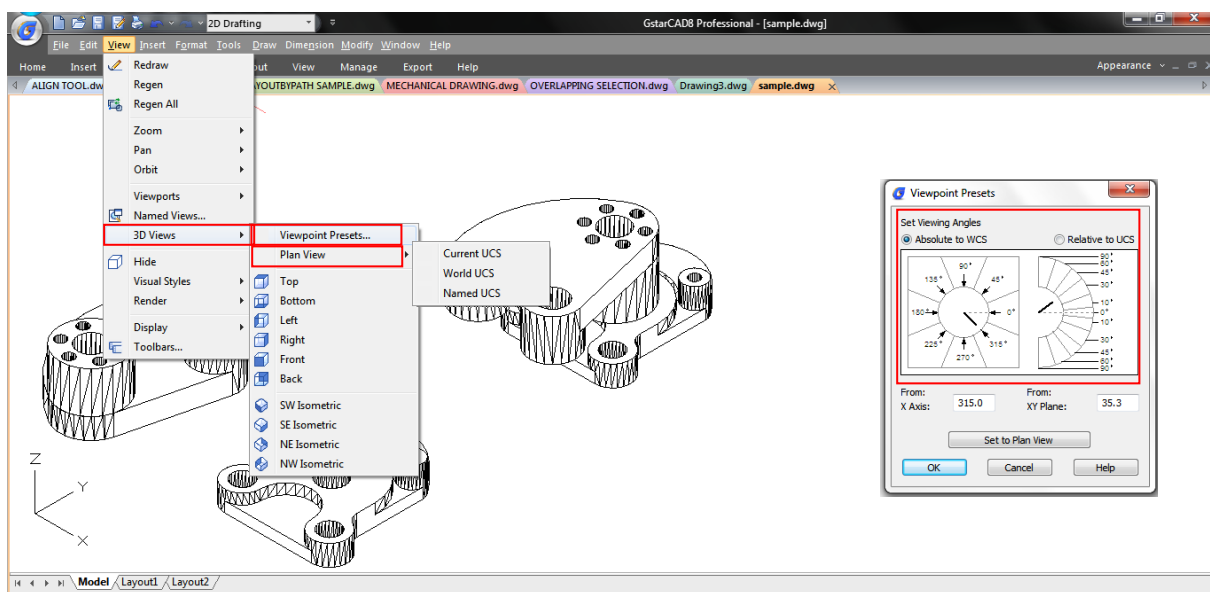 2D Drafting
GstarCAD8 Professional - [sample.dwg]
File Edit View Insert Format Tools Draw Dimension Modify Window Help
Home Insert out View Manage Export Help Appearance
ALIGN TOOL.dw YOUTBYPATH SAMPLE.dwg MECHANICAL DRAWING.dwg OVERLAPPING SELECTION.dwg Drawing3.dwg sample.dwg
Redraw
Regen
Regen All
Zoom
Pan
Orbit
Viewports
Named Views...
3D Views
Hide
Visual Styles
Render
Display
Toolbars...
Viewpoint Presets...
Plan View
Top
Bottom
Left
Right
Front
Back
SW Isometric
SE Isometric
NE Isometric
NW Isometric
Current UCS
World UCS
Named UCS
Viewpoint Presets
Set Viewing Angles
Absolute to WCS Relative to UCS
90°
135° 45°
180° 0°
225° 315°
270°
90°
60°
45°
30°
10°
0°
-10°
-30°
-45°
-60°
-90°
From: From:
X Axis: 315.0 XY Plane: 35.3
Set to Plan View
OK Cancel Help
Z
Y
X
Model Layout1 Layout2